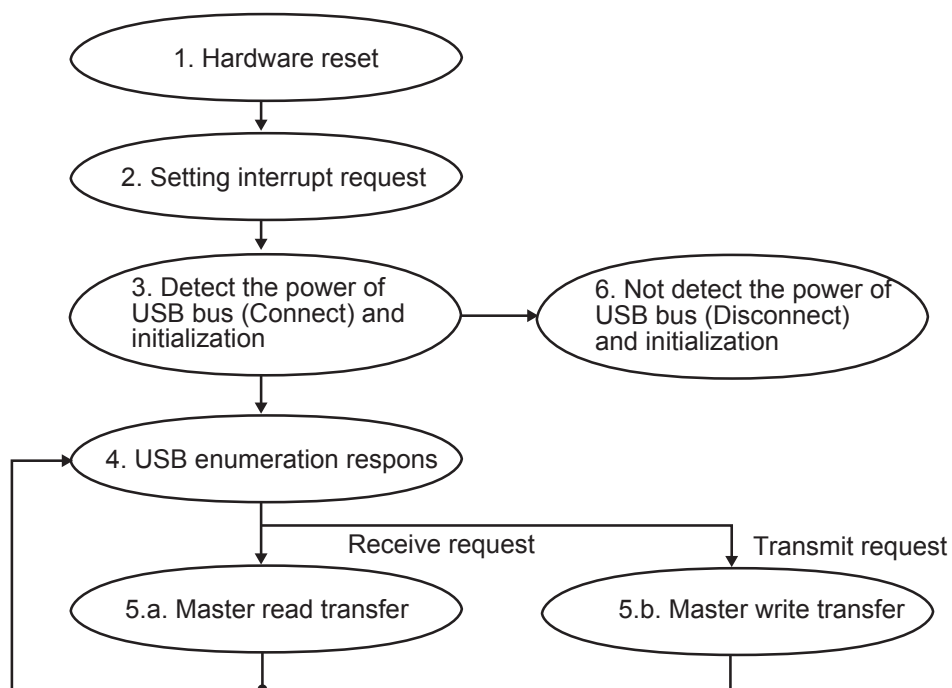 1. Hardware reset
2. Setting interrupt request
3. Detect the power of
USB bus (Connect) and
initialization
6. Not detect the power of
USB bus (Disconnect)
and initialization
4. USB enumeration respons
Receive request
Transmit request
5.a. Master read transfer
5.b. Master write transfer